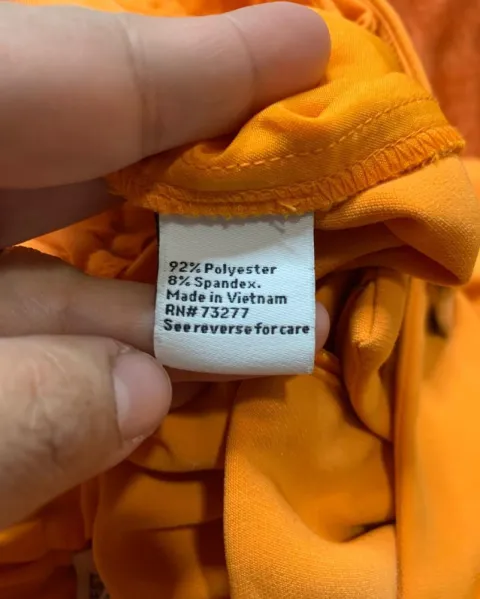 92% Polyester
8% Spandex.
Made in Vietnam
RN# 73277
See reverse for care